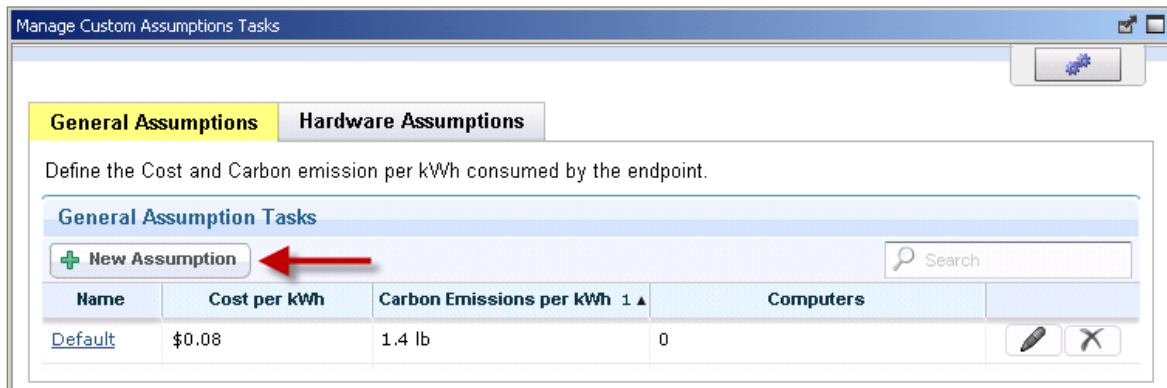 Manage Custom Assumptions Tasks
General Assumptions Hardware Assumptions
Define the Cost and Carbon emission per kWh consumed by the endpoint.
General Assumption Tasks
New Assumption Search
Name Cost per kWh Carbon Emissions per kWh 1 ▲ Computers
Default $0.08 1.4 lb 0